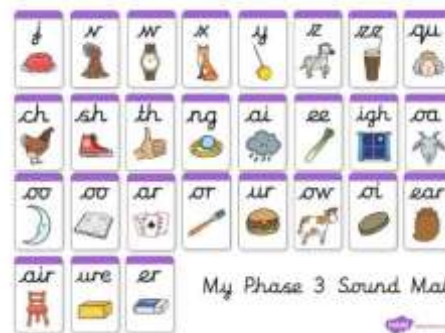 j v w x y z zz qu
ch sh th ng ai ee igh oa
oo oo ar or ur ow oi ear
air ure er
My Phase 3 Sound Mat